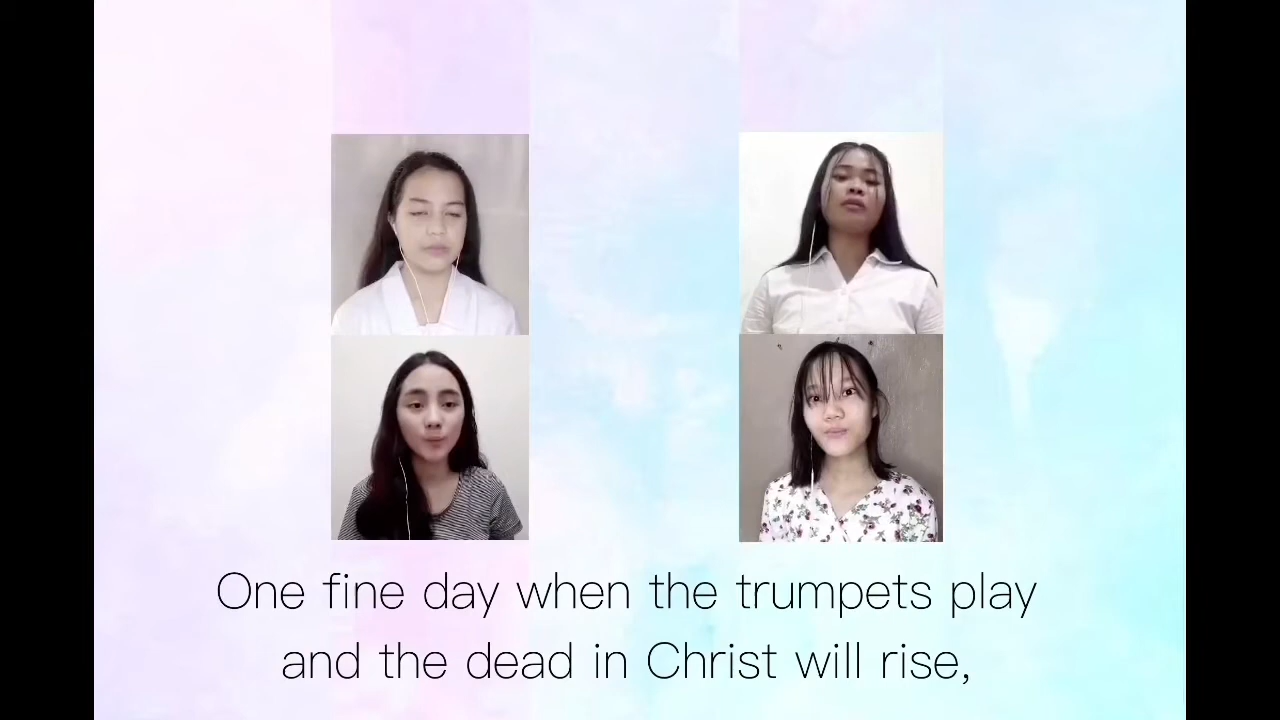 One fine day when the trumpets play
and the dead in Christ will rise,